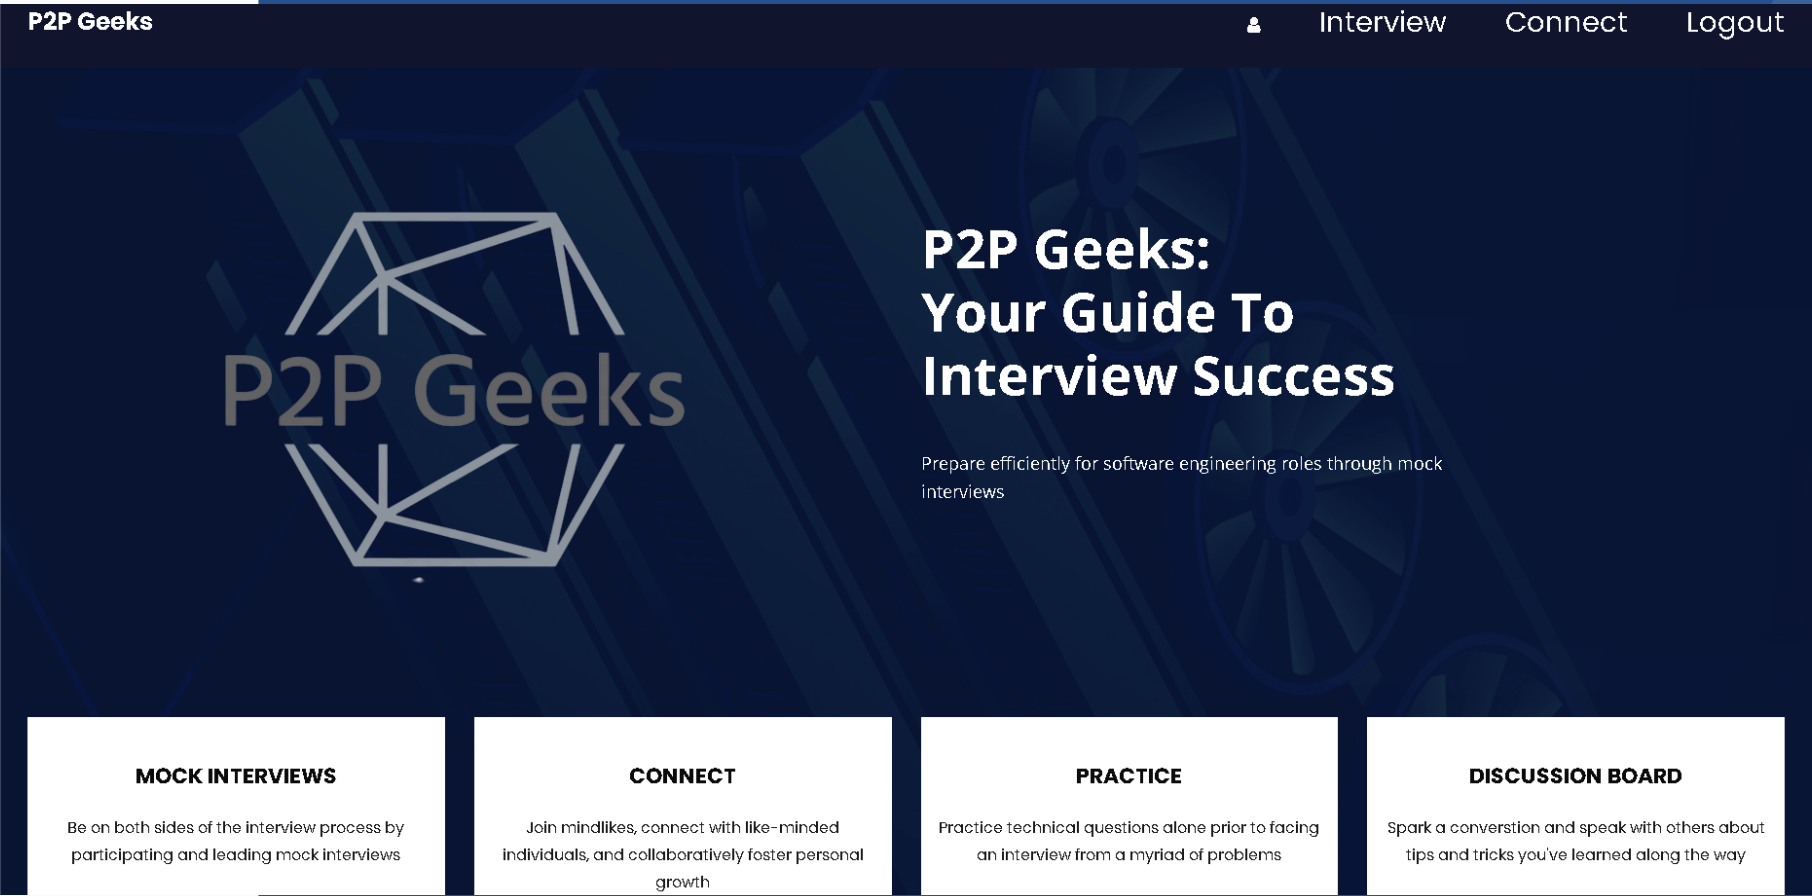 P2P Geeks
Interview
Connect
Logout
P2P Geeks
P2P Geeks:
Your Guide To
Interview Success
Prepare efficiently for software engineering roles through mock
interviews
MOCK INTERVIEWS
Be on both sides of the interview process by
participating and leading mock interviews
CONNECT
Join mindlikes, connect with like-minded
individuals, and collaboratively foster personal
growth
PRACTICE
Practice technical questions alone prior to facing
an interview from a myriad of problems
DISCUSSION BOARD
Spark a converstion and speak with others about
tips and tricks you've learned along the way